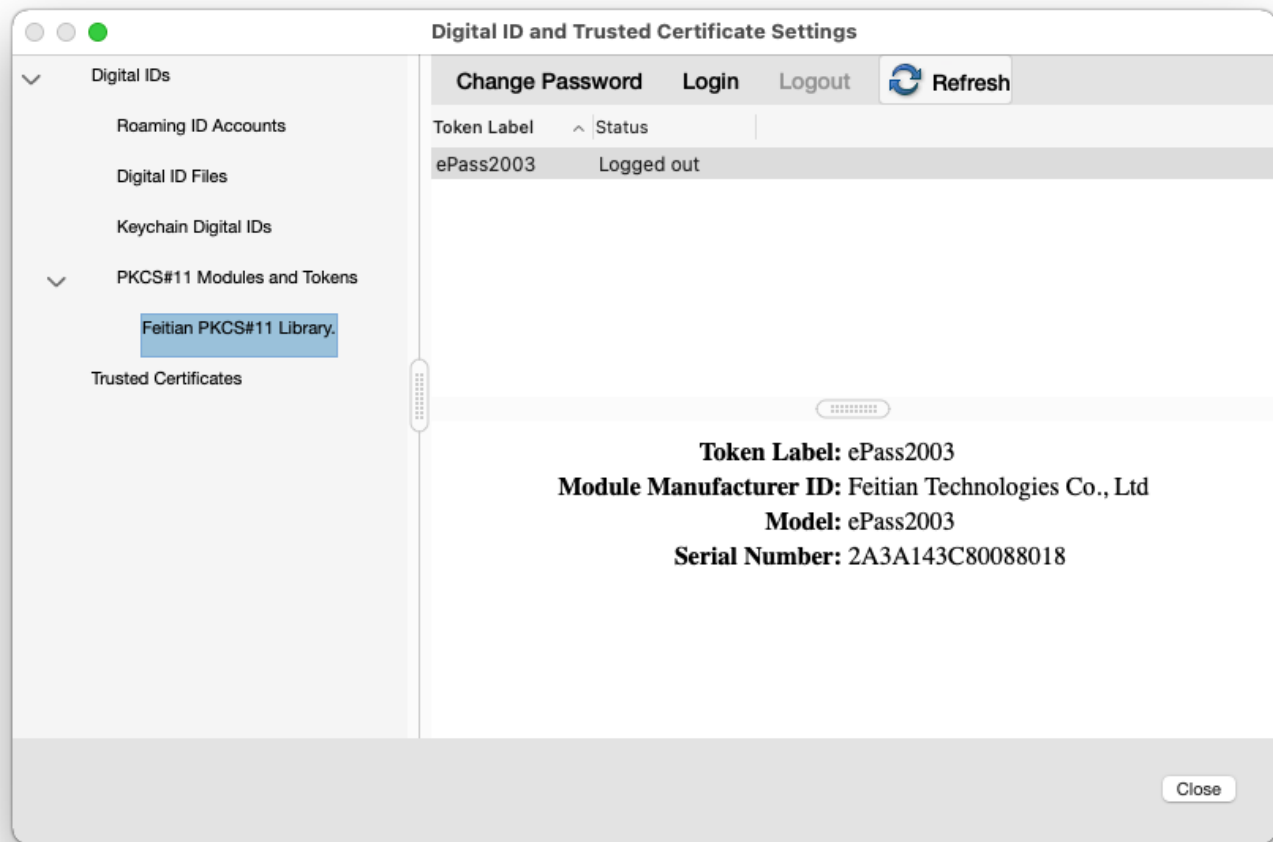 Digital ID and Trusted Certificate Settings
Digital IDs
Roaming ID Accounts
Digital ID Files
Keychain Digital IDs
PKCS#11 Modules and Tokens
Feitian PKCS#11 Library.
Trusted Certificates
Change Password Login Logout Refresh
Token Label Status
ePass2003 Logged out
Token Label: ePass2003
Module Manufacturer ID: Feitian Technologies Co., Ltd
Model: ePass2003
Serial Number: 2A3A143C80088018
Close